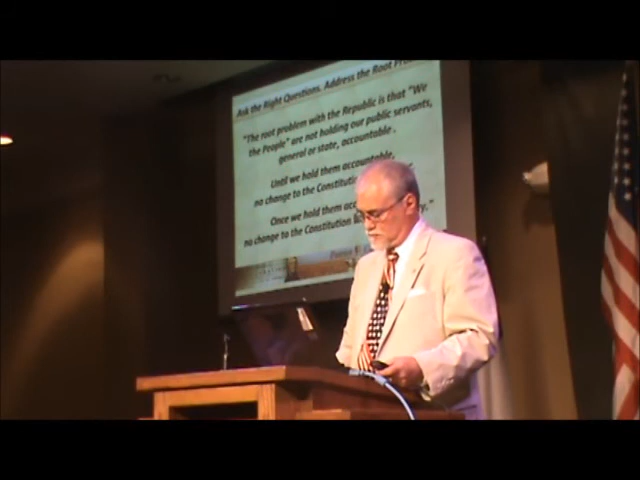 Ask the Right Questions. Address the Root
"The root problem with the Republic is that "We
the People" are not holding our public servants,
general or state, accountable.
Until we hold them accountable,
no change to the Constitution
Once we hold them
no change to the Constitution